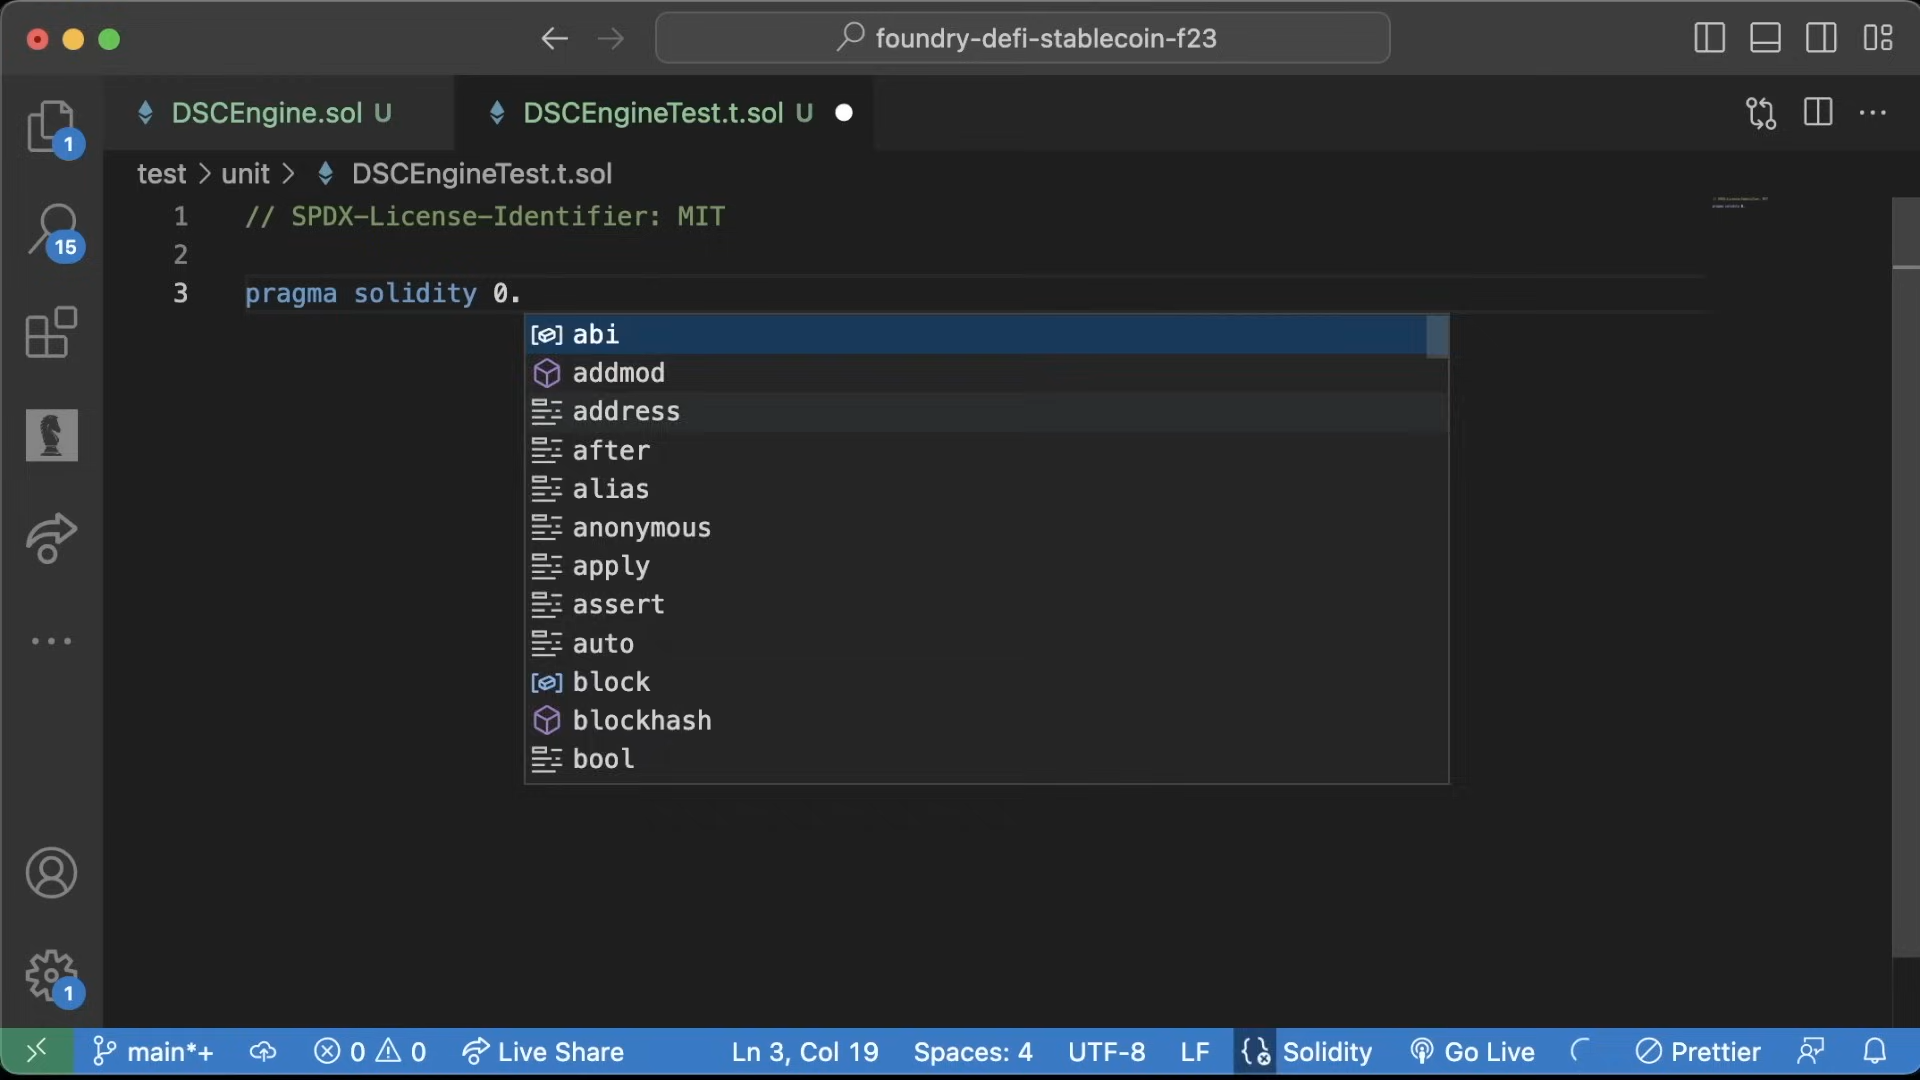 foundry-defi-stablecoin-f23
DSCEngine.sol U
DSCEngineTest.t.sol U
test > unit > DSCEngineTest.t.sol
1 // SPDX-License-Identifier: MIT
2
3 pragma solidity 0.
abi
addmod
address
after
alias
anonymous
apply
assert
auto
block
blockhash
bool
1
15
1
main*+ 0 0 Live Share Ln 3, Col 19 Spaces: 4 UTF-8 LF Solidity Go Live Prettier